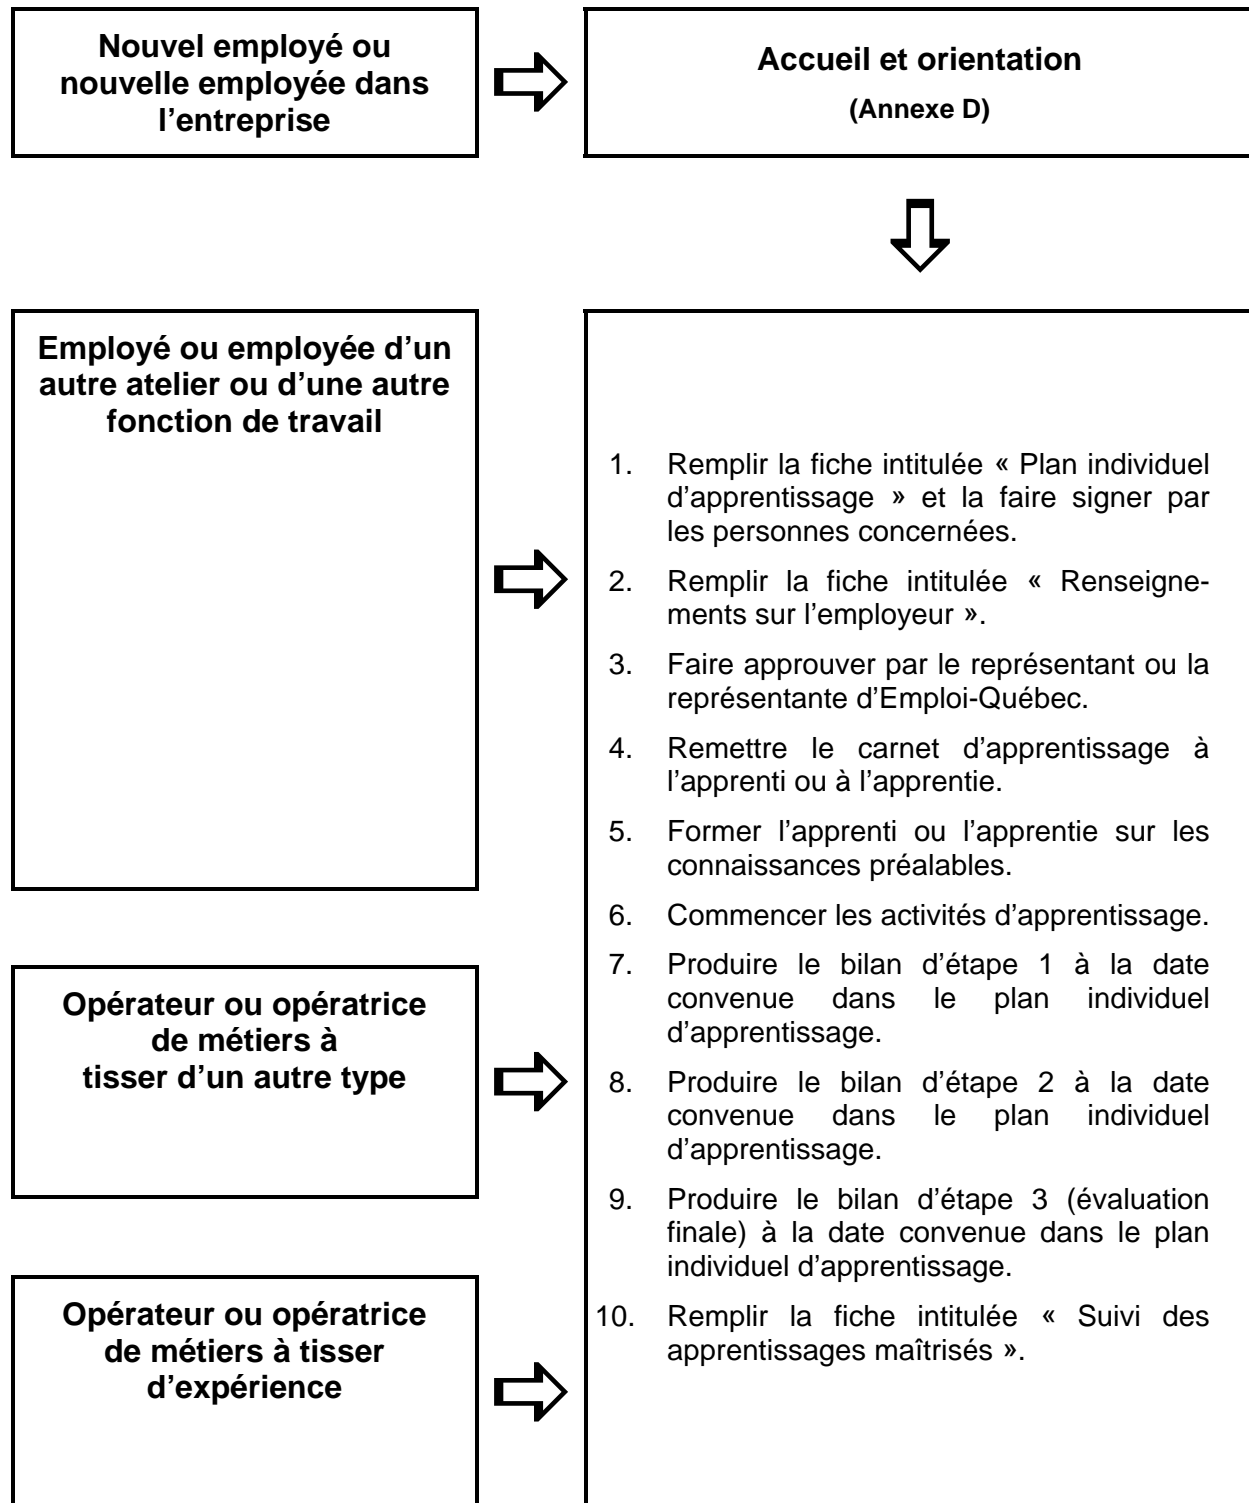 Nouvel employé ou
nouvelle employée dans
l'entreprise
Accueil et orientation
(Annexe D)
Employé ou employée d'un
autre atelier ou d'une autre
fonction de travail
1. Remplir la fiche intitulée « Plan individuel
d'apprentissage » et la faire signer par
les personnes concernées.
2. Remplir la fiche intitulée « Renseigne-
ments sur l'employeur ».
3. Faire approuver par le représentant ou la
représentante d'Emploi-Québec.
4. Remettre le carnet d'apprentissage à
l'apprenti ou à l'apprentie.
5. Former l'apprenti ou l'apprentie sur les
connaissances préalables.
6. Commencer les activités d'apprentissage.
7. Produire le bilan d'étape 1 à la date
convenue dans le plan individuel
d'apprentissage.
8. Produire le bilan d'étape 2 à la date
convenue dans le plan individuel
d'apprentissage.
9. Produire le bilan d'étape 3 (évaluation
finale) à la date convenue dans le plan
individuel d'apprentissage.
10. Remplir la fiche intitulée « Suivi des
apprentissages maîtrisés ».
Opérateur ou opératrice
de métiers à
tisser d'un autre type
Opérateur ou opératrice
de métiers à tisser
d'expérience